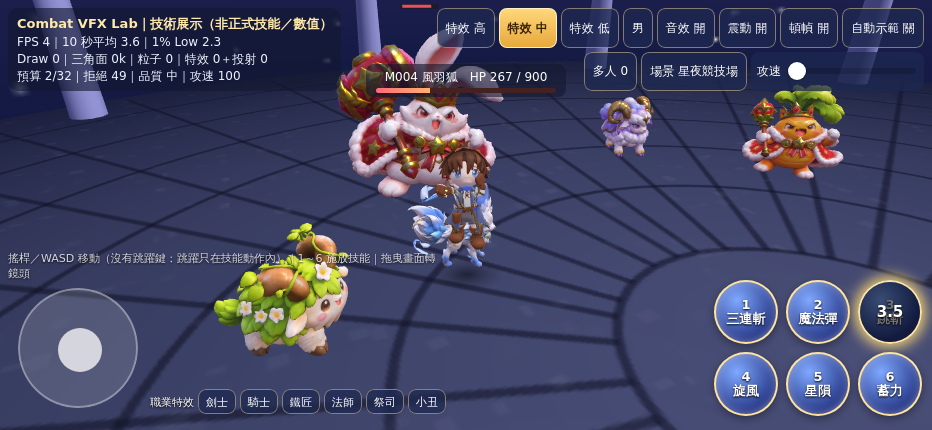 Combat VFX Lab｜技術展示（非正式技能／數值）
FPS 4｜10 秒平均 3.6｜1% Low 2.3
Draw 0｜三角面 0k｜粒子 0｜特效 0＋投射 0
預算 2/32｜拒絕 49｜品質 中｜攻速 100
特效 高
特效 中
特效 低
男
音效 開
震動 開
頓幀 開
自動示範 關
多人 0
場景 星夜競技場
攻速
M004 風羽狐 HP 267 / 900
搖桿／WASD 移動（沒有跳躍鍵；跳躍只在技能動作內）｜1～6 施放技能｜拖曳畫面轉
鏡頭
1
三連斬
2
魔法彈
3
3.5
跳斬
4
旋風
5
星隕
6
蓄力
職業特效
劍士
騎士
鐵匠
法師
祭司
小丑